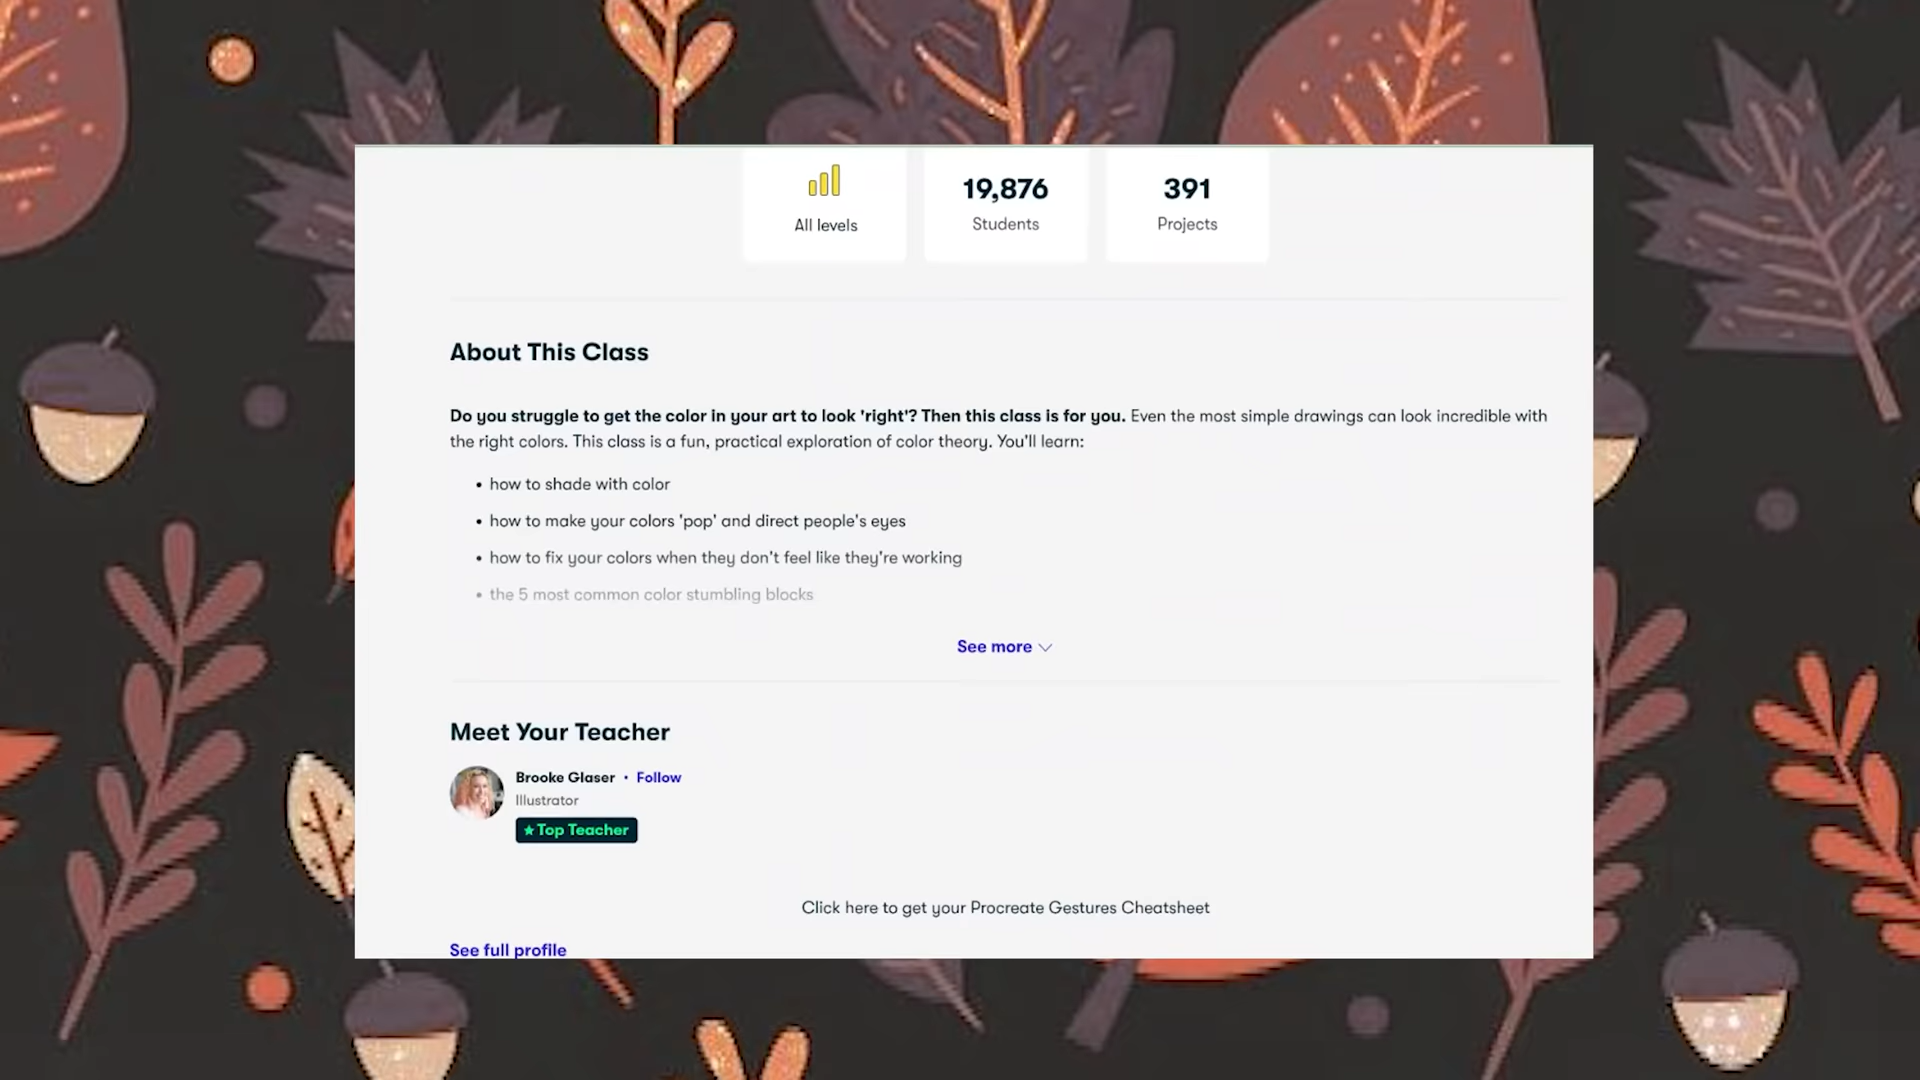 All levels
19,876
Students
391
Projects
About This Class
Do you struggle to get the color in your art to look 'right'? Then this class is for you. Even the most simple drawings can look incredible with
the right colors. This class is a fun, practical exploration of color theory. You'll learn:
• how to shade with color
• how to make your colors 'pop' and direct people's eyes
• how to fix your colors when they don't feel like they're working
• the 5 most common color stumbling blocks
See more
Meet Your Teacher
Brooke Glaser • Follow
Illustrator
★ Top Teacher
Click here to get your Procreate Gestures Cheatsheet
See full profile